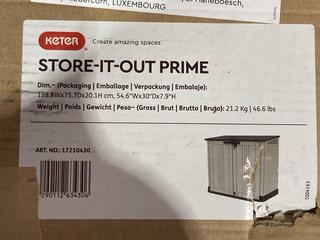 LUXEMBOURG
KETER
Create amazing spaces
STORE-IT-OUT PRIME
Dim.~ (Packaging | Emballage | Verpackung | Embalaje):
138.8Wx75.7Dx20.1H cm, 54.6"Wx30"Dx7.9"H
Weight | Poids | Gewicht | Peso~ (Gross | Brut | Brutto | Bruto): 21.2 Kg | 46.6 lbs
ART. NO.: 17210430